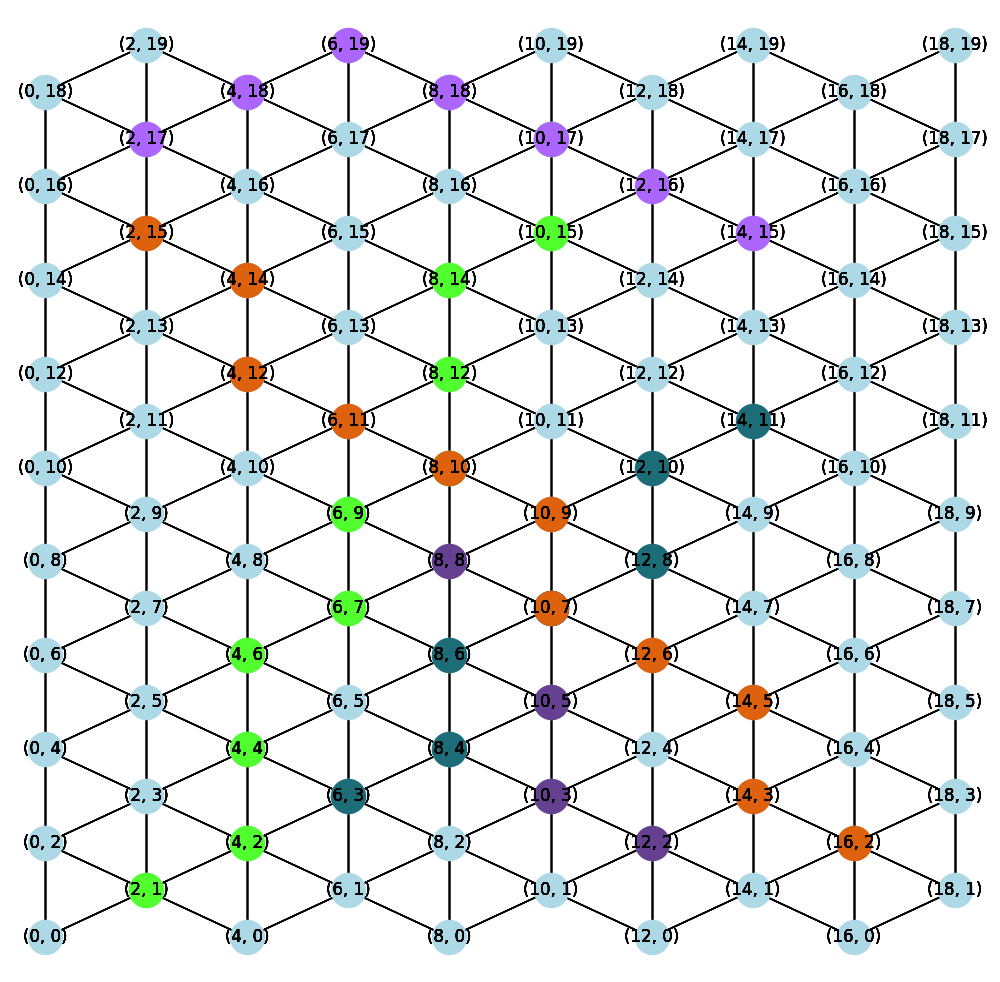 (2, 19) (6, 19) (10, 19) (14, 19) (18, 19)
(0, 18) (4, 18) (8, 18) (12, 18) (16, 18)
(2, 17) (6, 17) (10, 17) (14, 17) (18, 17)
(0, 16) (4, 16) (8, 16) (12, 16) (16, 16)
(2, 15) (6, 15) (10, 15) (14, 15) (18, 15)
(0, 14) (4, 14) (8, 14) (12, 14) (16, 14)
(2, 13) (6, 13) (10, 13) (14, 13) (18, 13)
(0, 12) (4, 12) (8, 12) (12, 12) (16, 12)
(2, 11) (6, 11) (10, 11) (14, 11) (18, 11)
(0, 10) (4, 10) (8, 10) (12, 10) (16, 10)
(2, 9) (6, 9) (10, 9) (14, 9) (18, 9)
(0, 8) (4, 8) (8, 8) (12, 8) (16, 8)
(2, 7) (6, 7) (10, 7) (14, 7) (18, 7)
(0, 6) (4, 6) (8, 6) (12, 6) (16, 6)
(2, 5) (6, 5) (10, 5) (14, 5) (18, 5)
(0, 4) (4, 4) (8, 4) (12, 4) (16, 4)
(2, 3) (6, 3) (10, 3) (14, 3) (18, 3)
(0, 2) (4, 2) (8, 2) (12, 2) (16, 2)
(2, 1) (6, 1) (10, 1) (14, 1) (18, 1)
(0, 0) (4, 0) (8, 0) (12, 0) (16, 0)